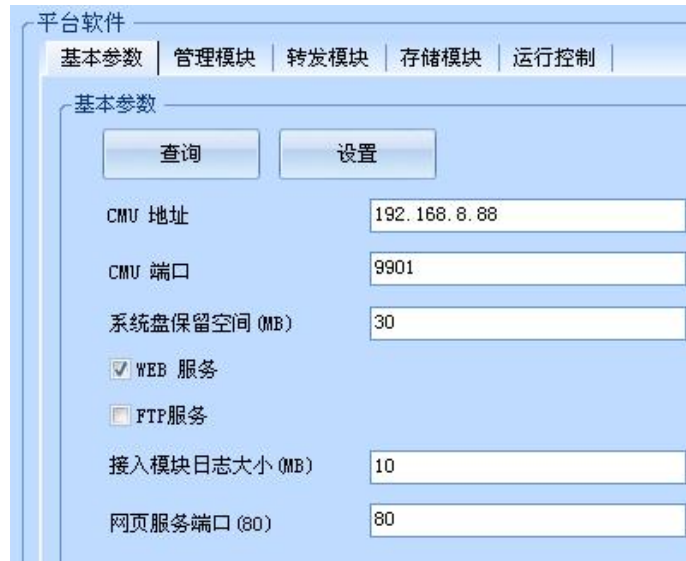 平台软件
基本参数 管理模块 转发模块 存储模块 运行控制
基本参数
查询 设置
CMU 地址 192.168.8.88
CMU 端口 9901
系统盘保留空间(MB) 30
WEB 服务
FTP服务
接入模块日志大小(MB) 10
网页服务端口(80) 80